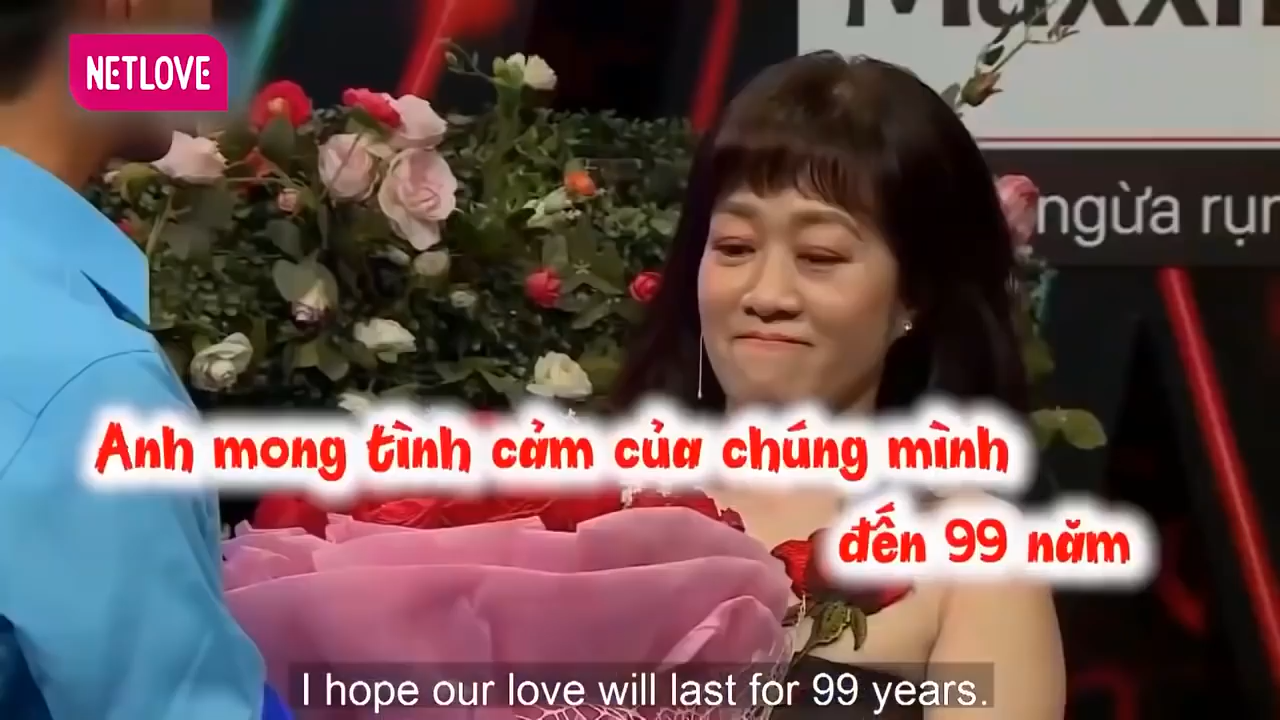 NETLOVE
ngừa rụn
Anh mong tình cảm của chúng mình
đến 99 năm
I hope our love will last for 99 years.